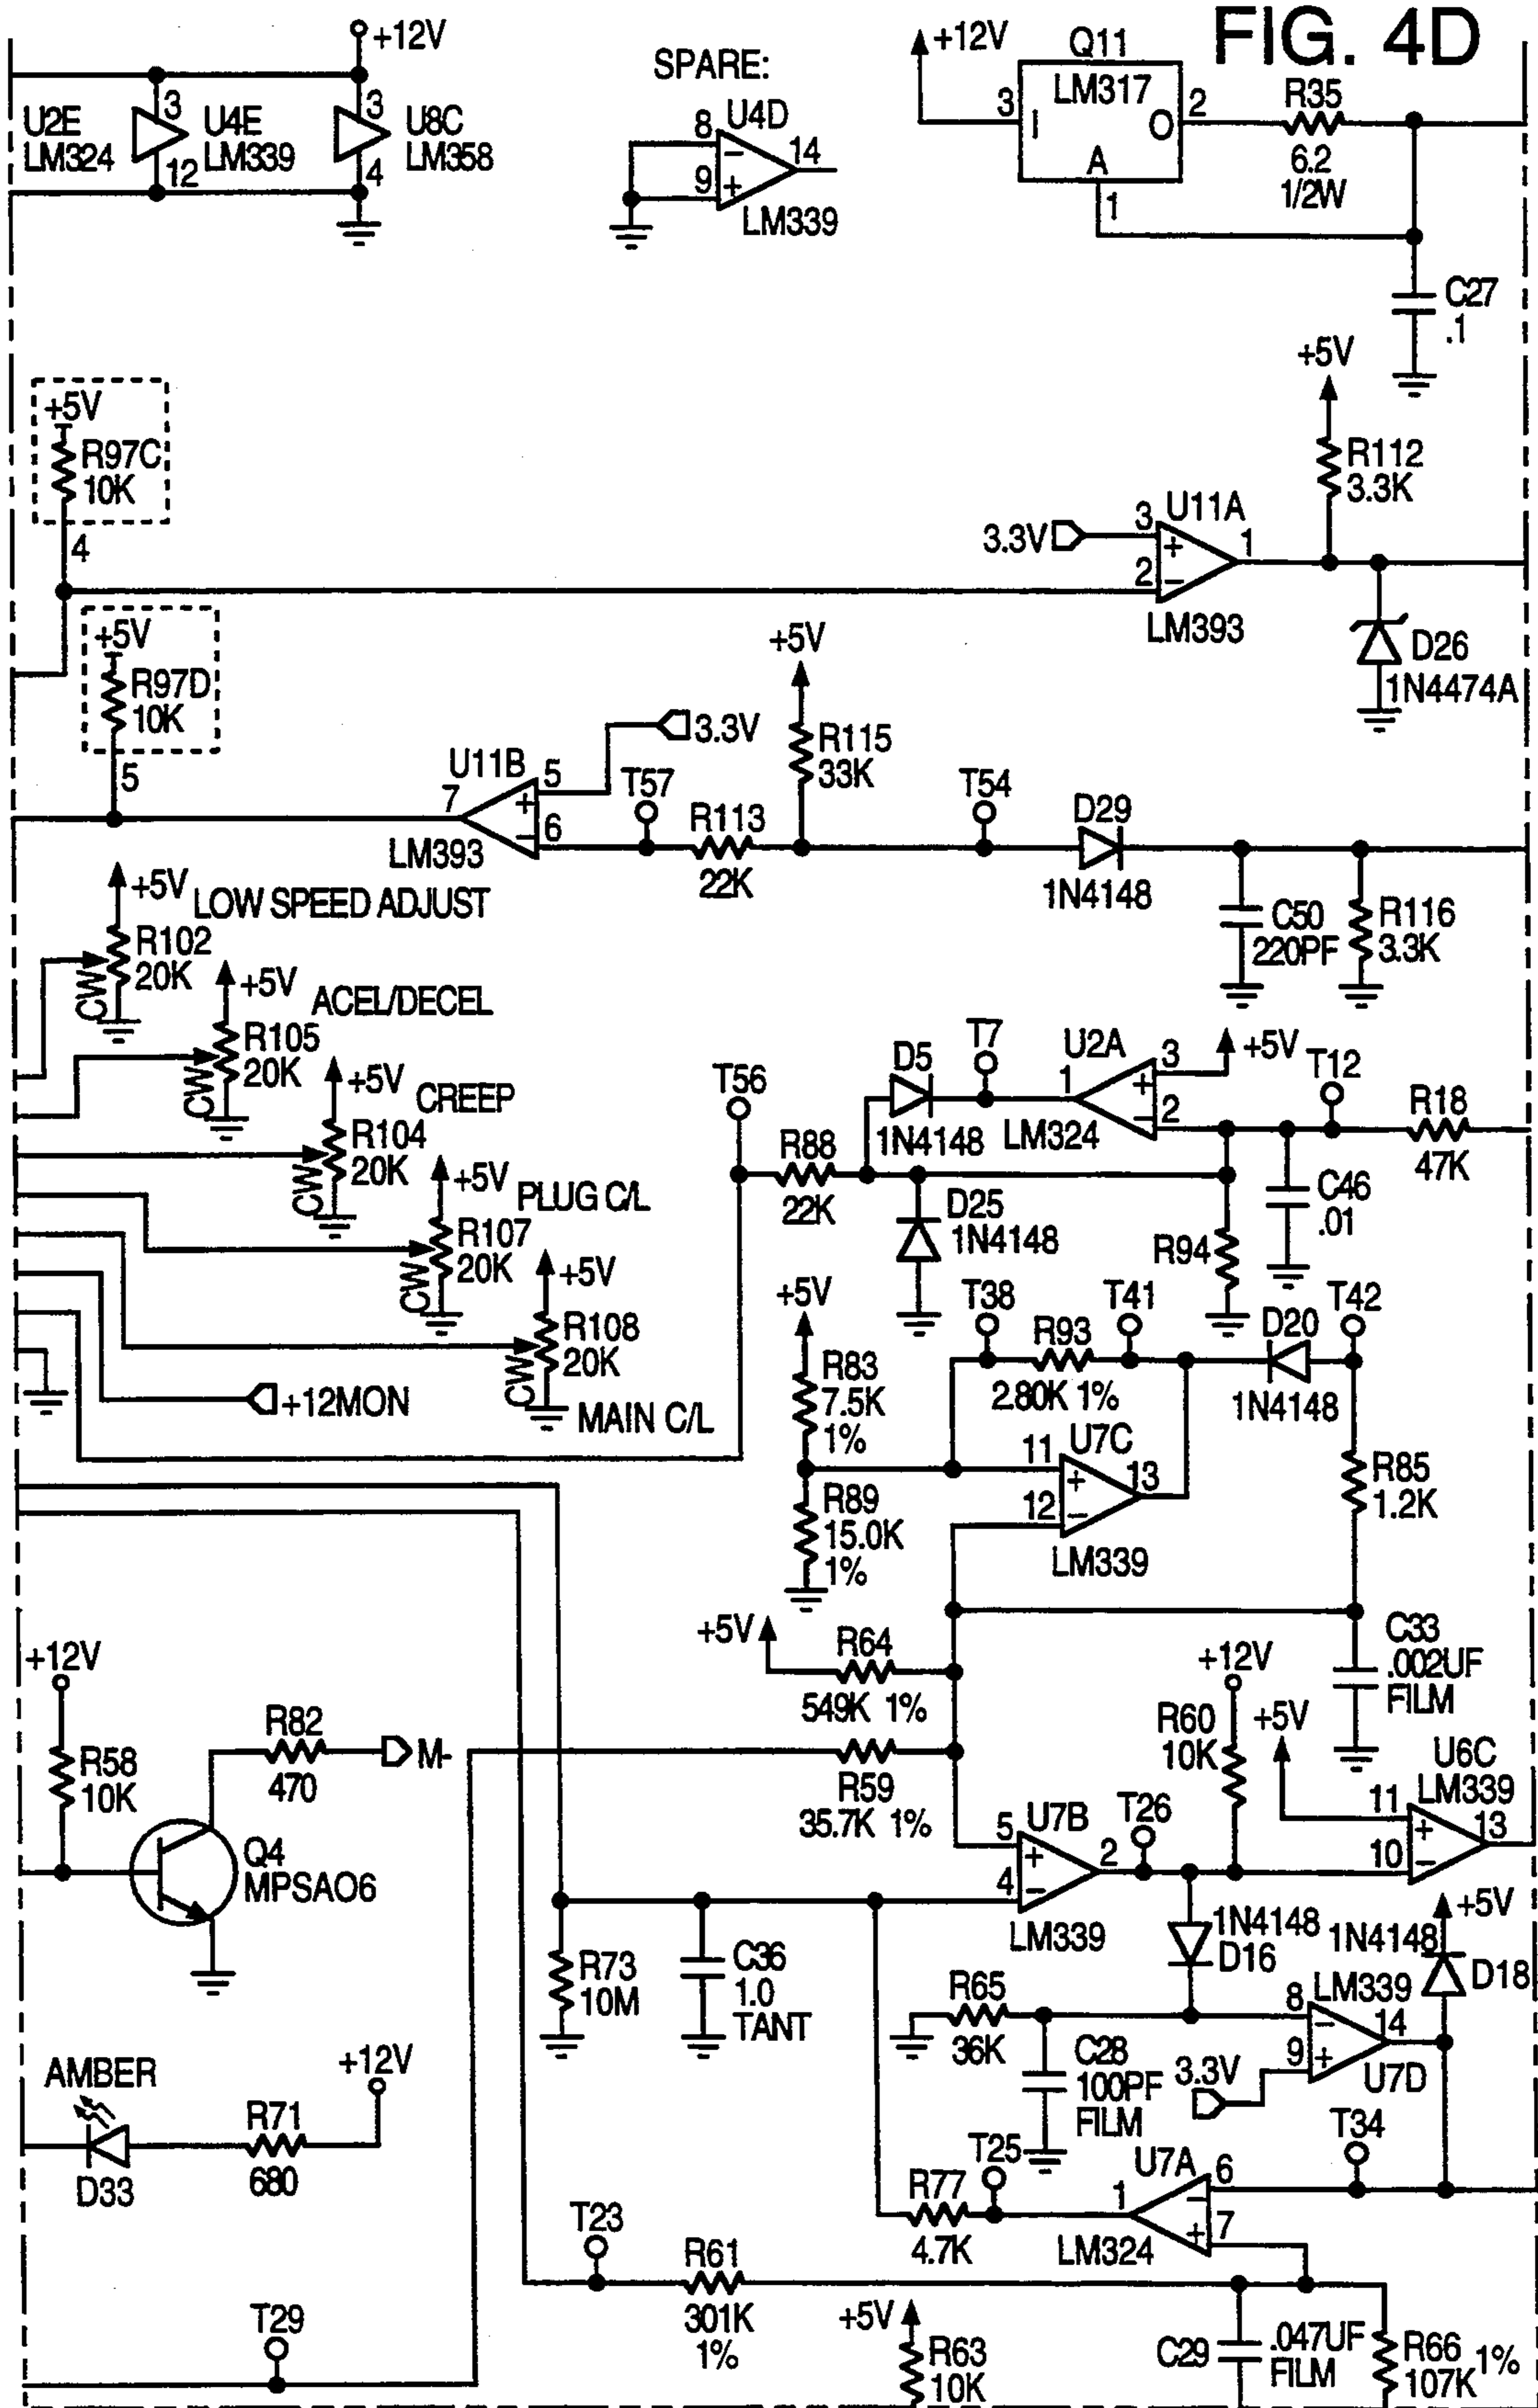 FIG. 4D
+12V
U2E
LM324
3
12
U4E
LM339
3
4
U8C
LM358
SPARE:
U4D
8
9
-
+
14
LM339
+12V
Q11
LM317
3
I
O
A
2
1
R35
6.2
1/2W
C27
.1
+5V
R97C
10K
4
+5V
R112
3.3K
3.3V
3
2
+
-
U11A
1
LM393
D26
1N4474A
+5V
R97D
10K
5
U11B
7
5
6
+
-
LM393
3.3V
T57
R113
22K
+5V
R115
33K
T54
D29
1N4148
C50
220PF
R116
3.3K
+5V
LOW SPEED ADJUST
R102
20K
CW
+5V
ACEL/DECEL
R105
20K
CW
+5V
CREEP
R104
20K
CW
+5V
PLUG C/L
R107
20K
CW
+5V
R108
20K
CW
MAIN C/L
+12MON
T56
R88
22K
D5
1N4148
T7
U2A
1
3
2
+
-
LM324
+5V
T12
R18
47K
D25
1N4148
R94
C46
.01
+5V
R83
7.5K
1%
T38
R93
2.80K 1%
T41
D20
1N4148
T42
U7C
11
12
+
-
13
LM339
R89
15.0K
1%
R85
1.2K
+5V
R64
549K 1%
C33
.002UF
FILM
+12V
R58
10K
R82
470
M-
Q4
MPSAO6
R59
35.7K 1%
+12V
R60
10K
+5V
U6C
LM339
11
10
+
-
13
U7B
5
4
+
-
2
LM339
T26
R73
10M
C36
1.0
TANT
1N4148
D16
1N4148
+5V
D18
R65
36K
C28
100PF
FILM
LM339
8
9
-
+
14
U7D
3.3V
AMBER
D33
R71
680
+12V
T34
U7A
1
6
7
-
+
LM324
T25
R77
4.7K
T23
R61
301K
1%
T29
+5V
R63
10K
C29
.047UF
FILM
R66
107K
1%